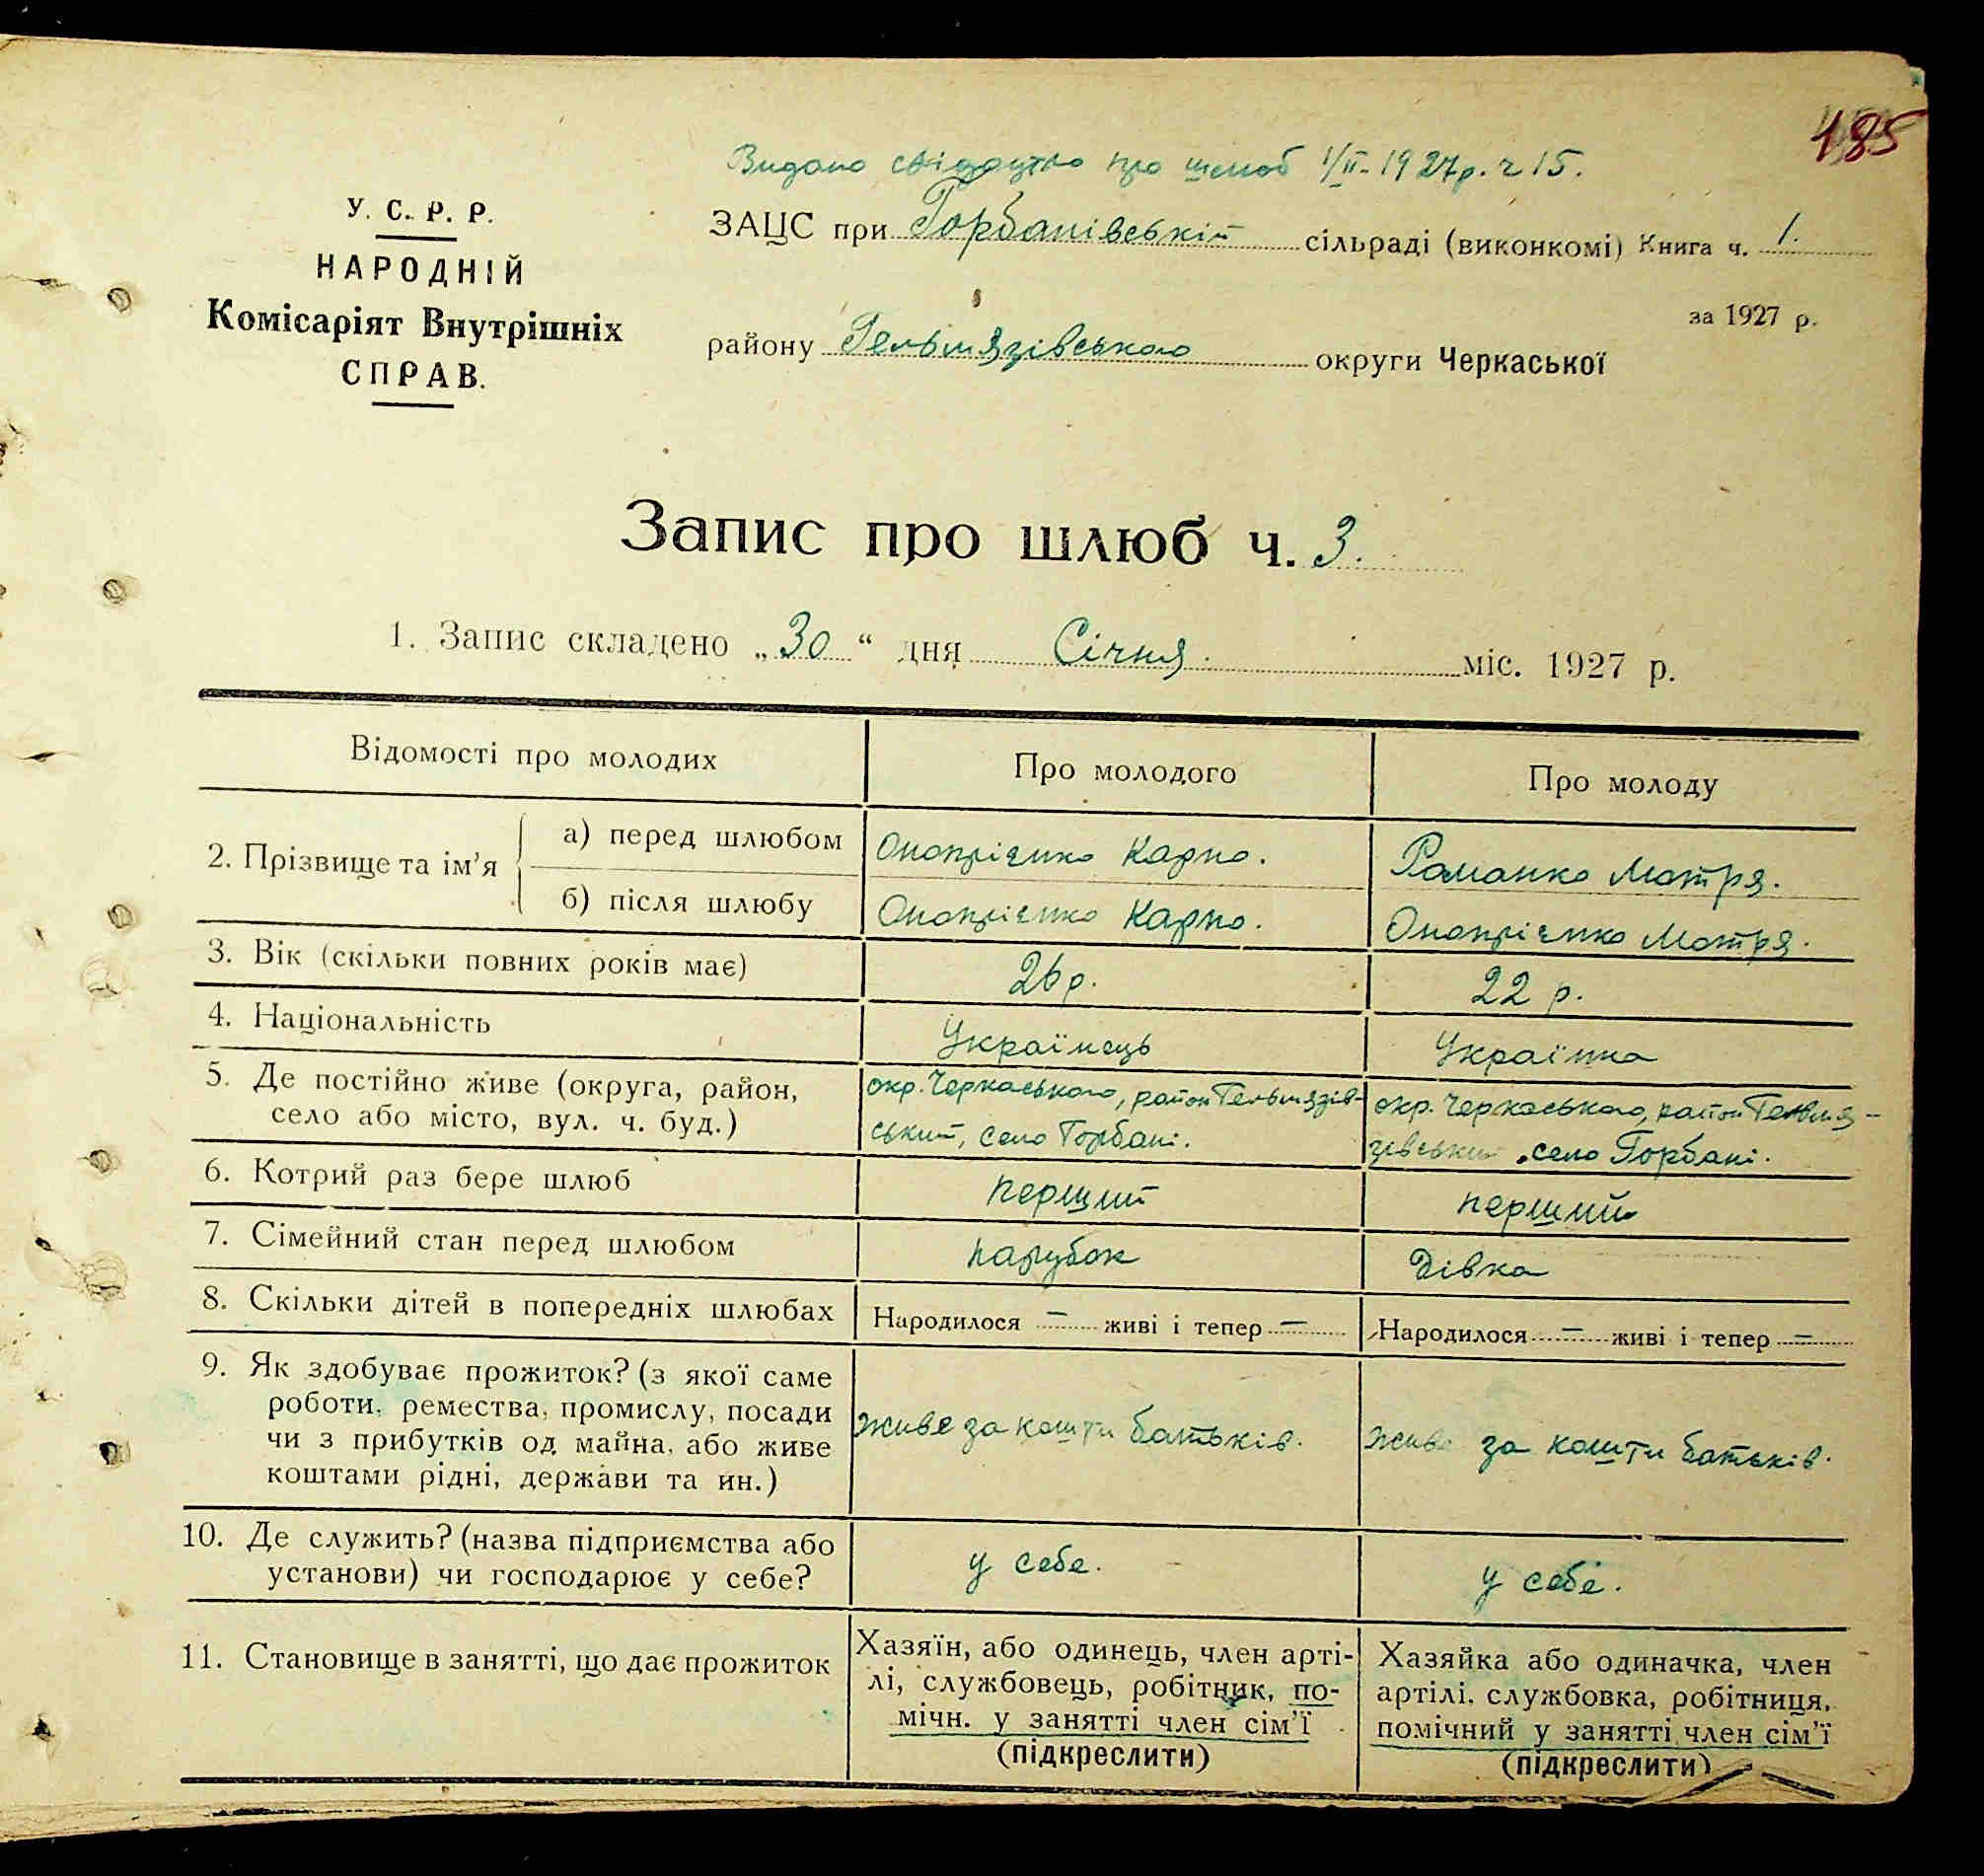 185
Видано свідоцтво про шлюб 1/II-1927р. ч 15.
У. С. Р. Р.
НАРОДНІЙ
Комісаріят Внутрішніх
СПРАВ.
ЗАЦС при Горбанівській сільраді (виконкомі) Книга ч. 1.
за 1927 р.
району Гельмязівського округи Черкаської
Запис про шлюб ч. 3.
1. Запис складено „30“ дня Січня. міс. 1927 р.
Відомості про молодих
Про молодого
Про молоду
2. Прізвище та ім’я
а) перед шлюбом
Онопрієнко Карпо.
Романко Мотря.
б) після шлюбу
Онопрієнко Карпо.
Онопрієнко Мотря.
3. Вік (скільки повних років має)
26 р.
22 р.
4. Національність
Українець
Українка
5. Де постійно живе (округа, район,
село або місто, вул. ч. буд.)
окр. Черкаського, район Гельмязів-
ський, село Горбані.
окр. Черкаського, район Гельмя-
зівський, село Горбані.
6. Котрий раз бере шлюб
перший
перший
7. Сімейний стан перед шлюбом
парубок
дівка
8. Скільки дітей в попередніх шлюбах
Народилося — живі і тепер —
Народилося — живі і тепер —
9. Як здобуває прожиток? (з якої саме
роботи, ремества, промислу, посади
чи з прибутків од майна, або живе
коштами рідні, держави та ин.)
живе за кошти батьків.
живе за кошти батьків.
10. Де служить? (назва підприємства або
установи) чи господарює у себе?
у себе.
у себе.
11. Становище в занятті, що дає прожиток
Хазяїн, або одинець, член арті-
лі, службовець, робітник, по-
мічн. у занятті член сім’ї
(підкреслити)
Хазяйка або одиначка, член
артілі, службовка, робітниця,
помічний у занятті член сім’ї
(підкреслити)